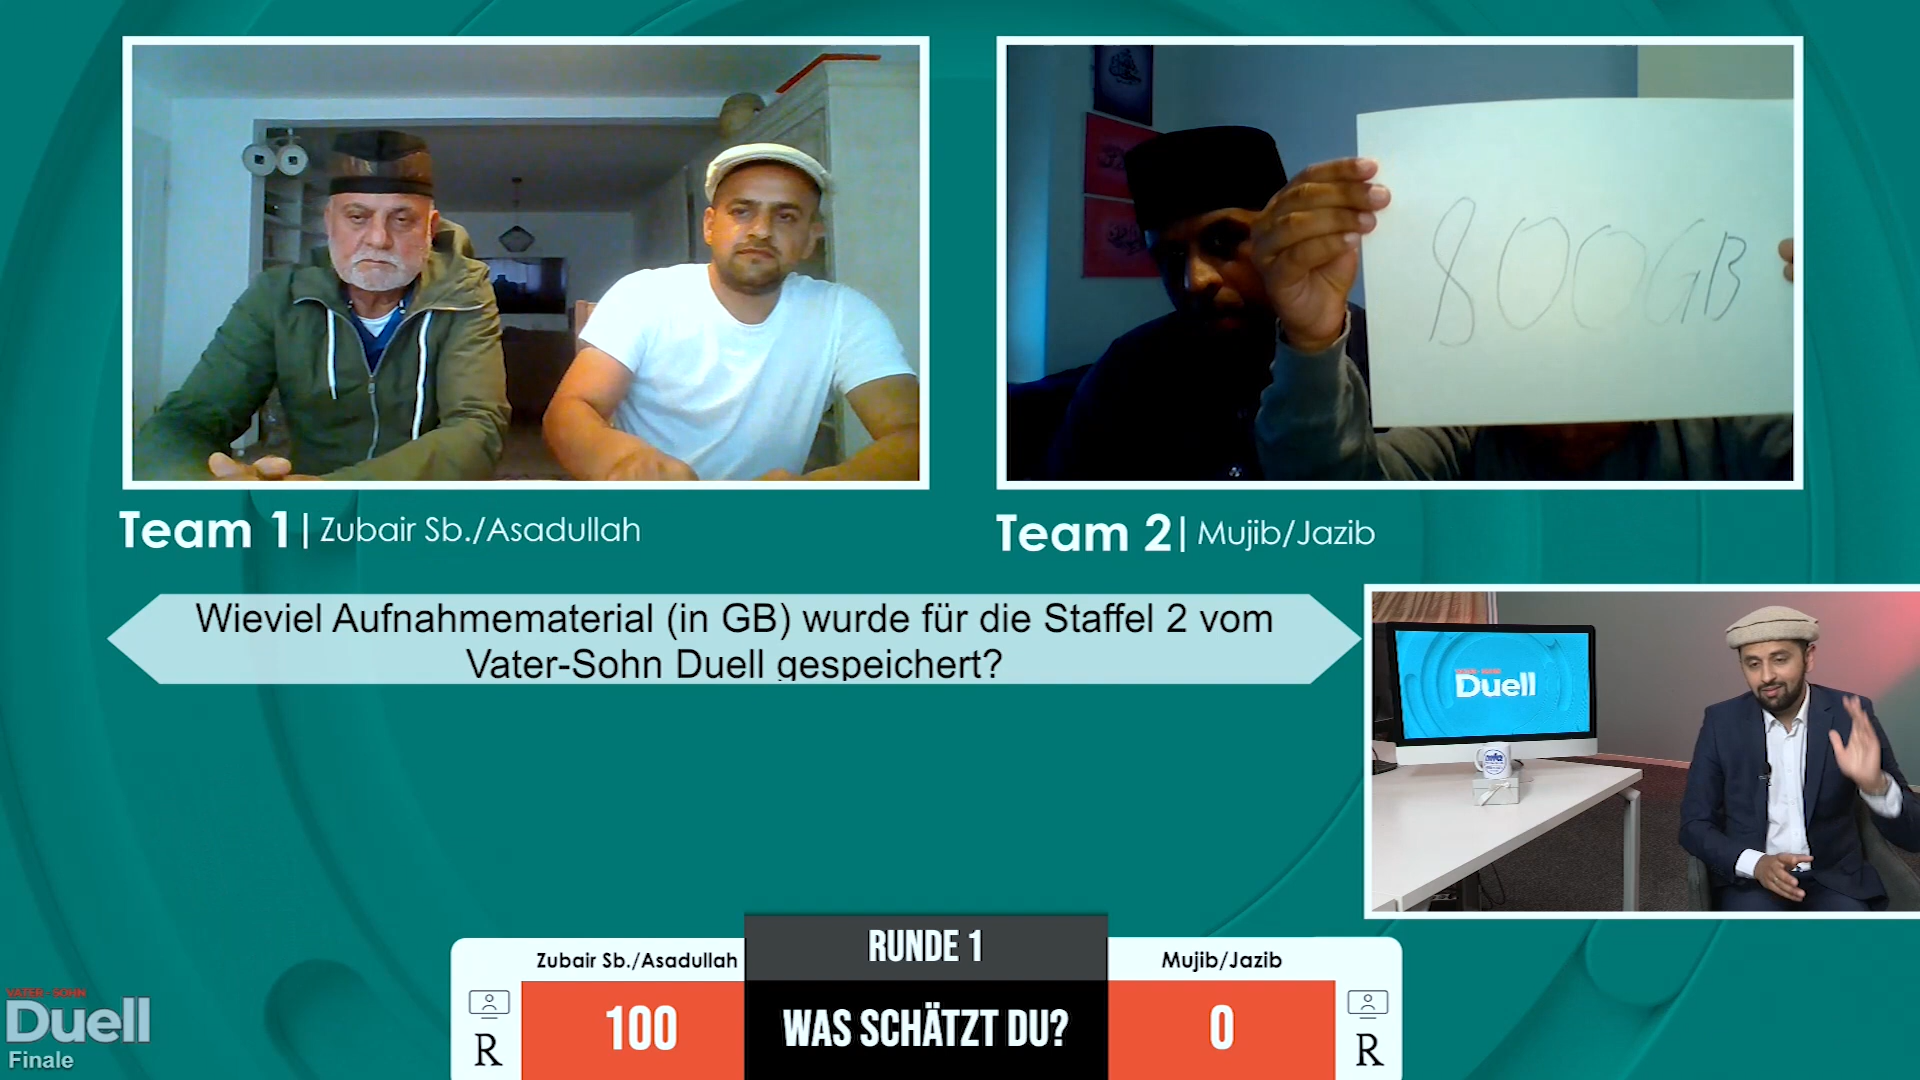 800GB
Team 1 | Zubair Sb./Asadullah
Team 2 | Mujib/Jazib
Wieviel Aufnahmematerial (in GB) wurde für die Staffel 2 vom
Vater-Sohn Duell gespeichert?
Duell
RUNDE 1
Zubair Sb./Asadullah
Mujib/Jazib
100
WAS SCHÄTZT DU?
0
R
R
VATER-SOHN
Duell
Finale